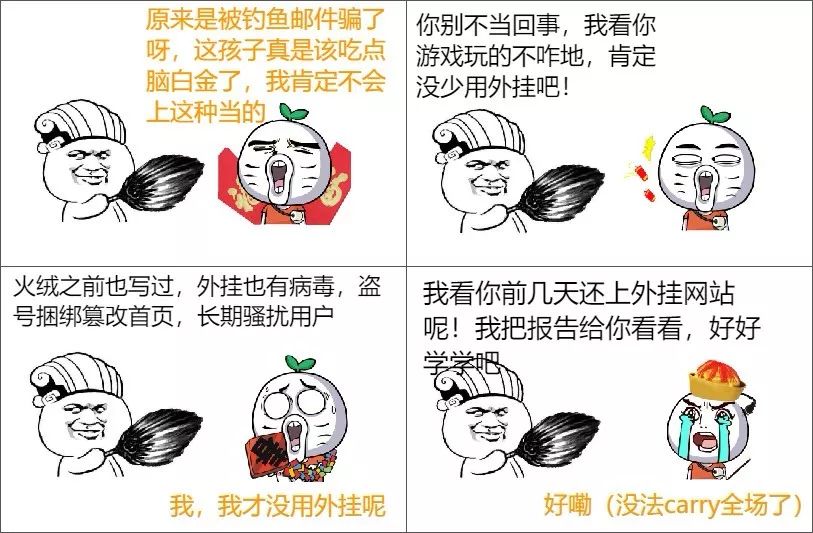 原来是被钓鱼邮件骗了
呀，这孩子真是该吃点
脑白金了，我肯定不会
上这种当的
你别不当回事，我看你
游戏玩的不咋地，肯定
没少用外挂吧！
火绒之前也写过，外挂也有病毒，盗
号捆绑篡改首页，长期骚扰用户
我，我才没用外挂呢
我看你前几天还上外挂网站
呢！我把报告给你看看，好好
学学吧
好嘞（没法carry全场了）